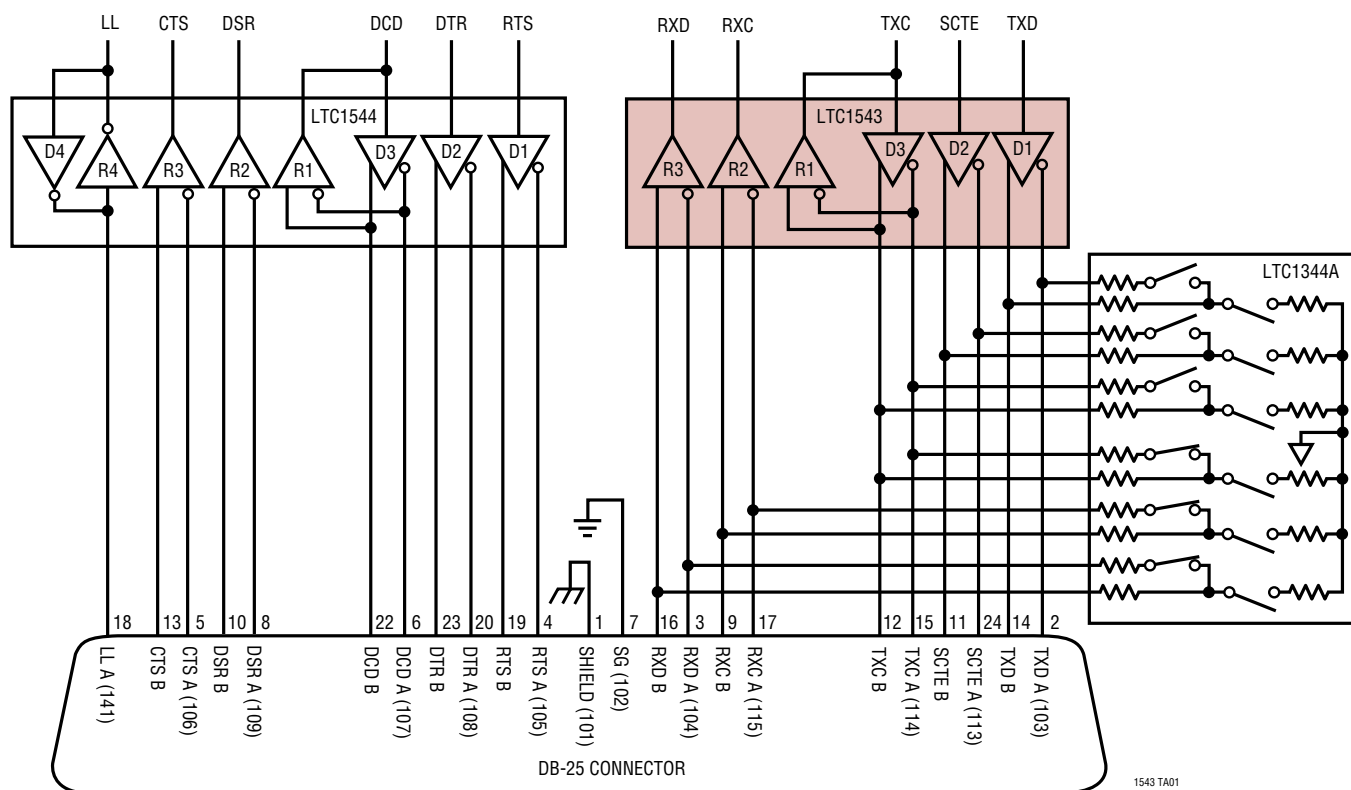 LL CTS DSR DCD DTR RTS RXD RXC TXC SCTE TXD
LTC1544
LTC1543
D4 R4 R3 R2 R1 D3 D2 D1
R3 R2 R1 D3 D2 D1
LTC1344A
18 13 5 10 8 22 6 23 20 19 4 1 7 16 3 9 17 12 15 11 24 14 2
LL A (141)
CTS B
CTS A (106)
DSR B
DSR A (109)
DCD B
DCD A (107)
DTR B
DTR A (108)
RTS B
RTS A (105)
SHIELD (101)
SG (102)
RXD B
RXD A (104)
RXC B
RXC A (115)
TXC B
TXC A (114)
SCTE B
SCTE A (113)
TXD B
TXD A (103)
DB-25 CONNECTOR
1543 TA01